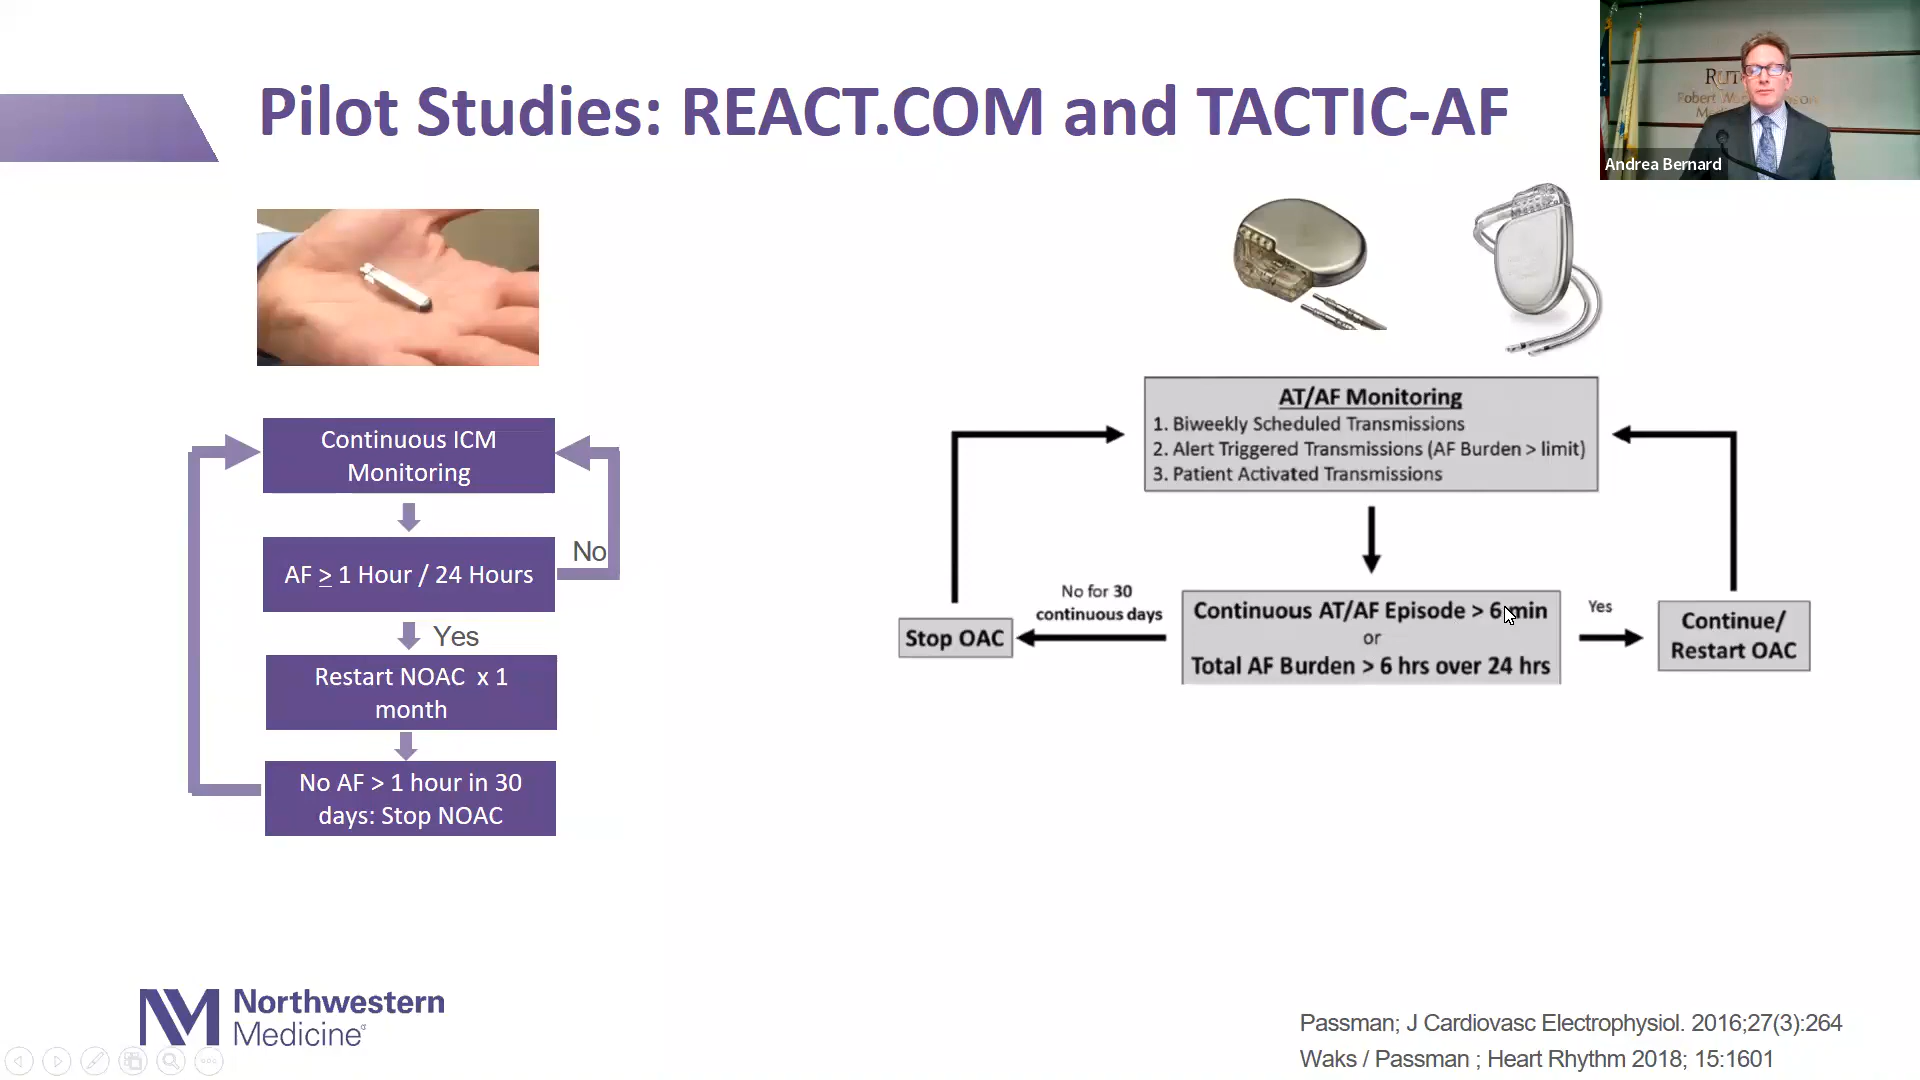 Pilot Studies: REACT.COM and TACTIC-AF
Andrea Bernard
Continuous ICM
Monitoring
AF ≥ 1 Hour / 24 Hours
No
Yes
Restart NOAC x 1
month
No AF > 1 hour in 30
days: Stop NOAC
AT/AF Monitoring
1. Biweekly Scheduled Transmissions
2. Alert Triggered Transmissions (AF Burden > limit)
3. Patient Activated Transmissions
No for 30
continuous days
Stop OAC
Continuous AT/AF Episode > 6 min
or
Total AF Burden > 6 hrs over 24 hrs
Yes
Continue/
Restart OAC
Northwestern
Medicine
Passman; J Cardiovasc Electrophysiol. 2016;27(3):264
Waks / Passman ; Heart Rhythm 2018; 15:1601